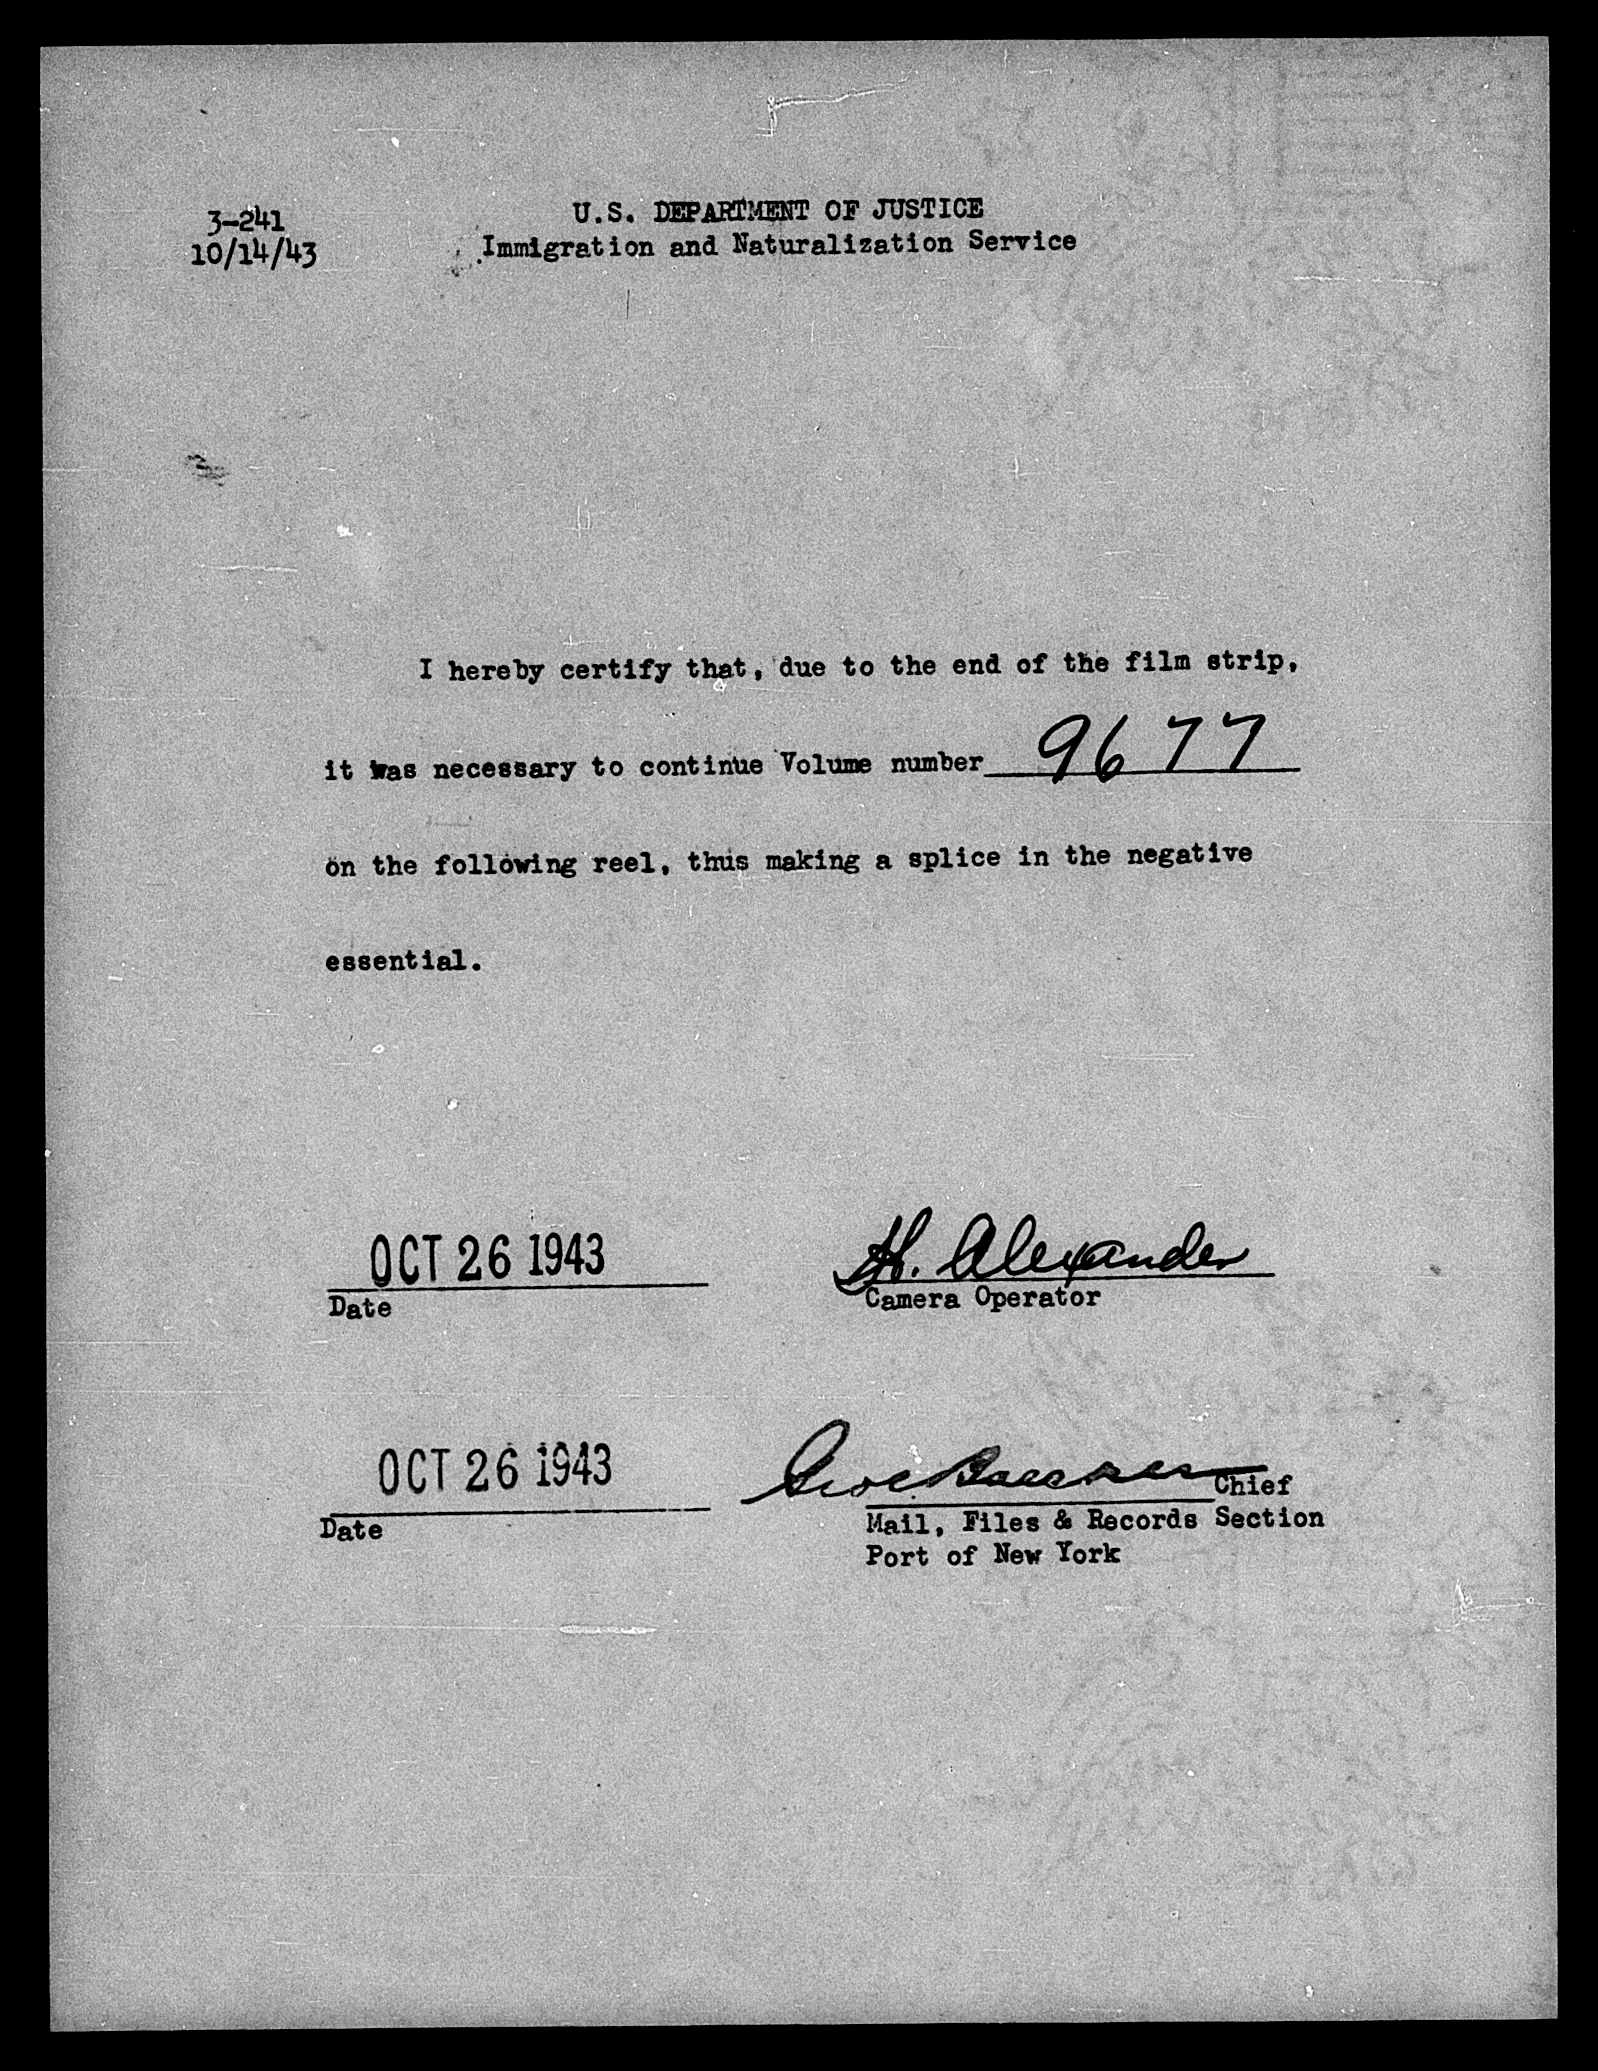 3-241
10/14/43
U.S. DEPARTMENT OF JUSTICE
Immigration and Naturalization Service
I hereby certify that, due to the end of the film strip,
it was necessary to continue Volume number 9677
on the following reel, thus making a splice in the negative
essential.
OCT 26 1943
H. Alexander
Date
Camera Operator
OCT 26 1943
Chief
Date
Mail, Files & Records Section
Port of New York